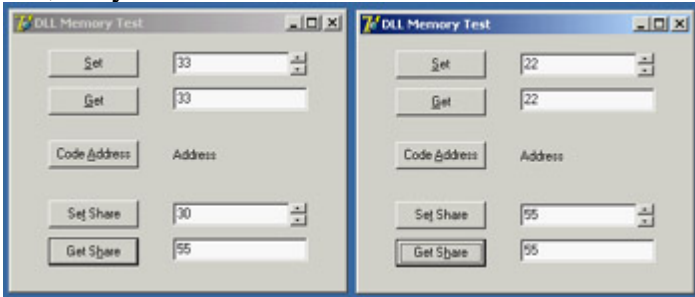 DLL Memory Test
Set 33
Get 33
Code Address Address
Set Share 30
Get Share 55
DLL Memory Test
Set 22
Get 22
Code Address Address
Set Share 55
Get Share 55